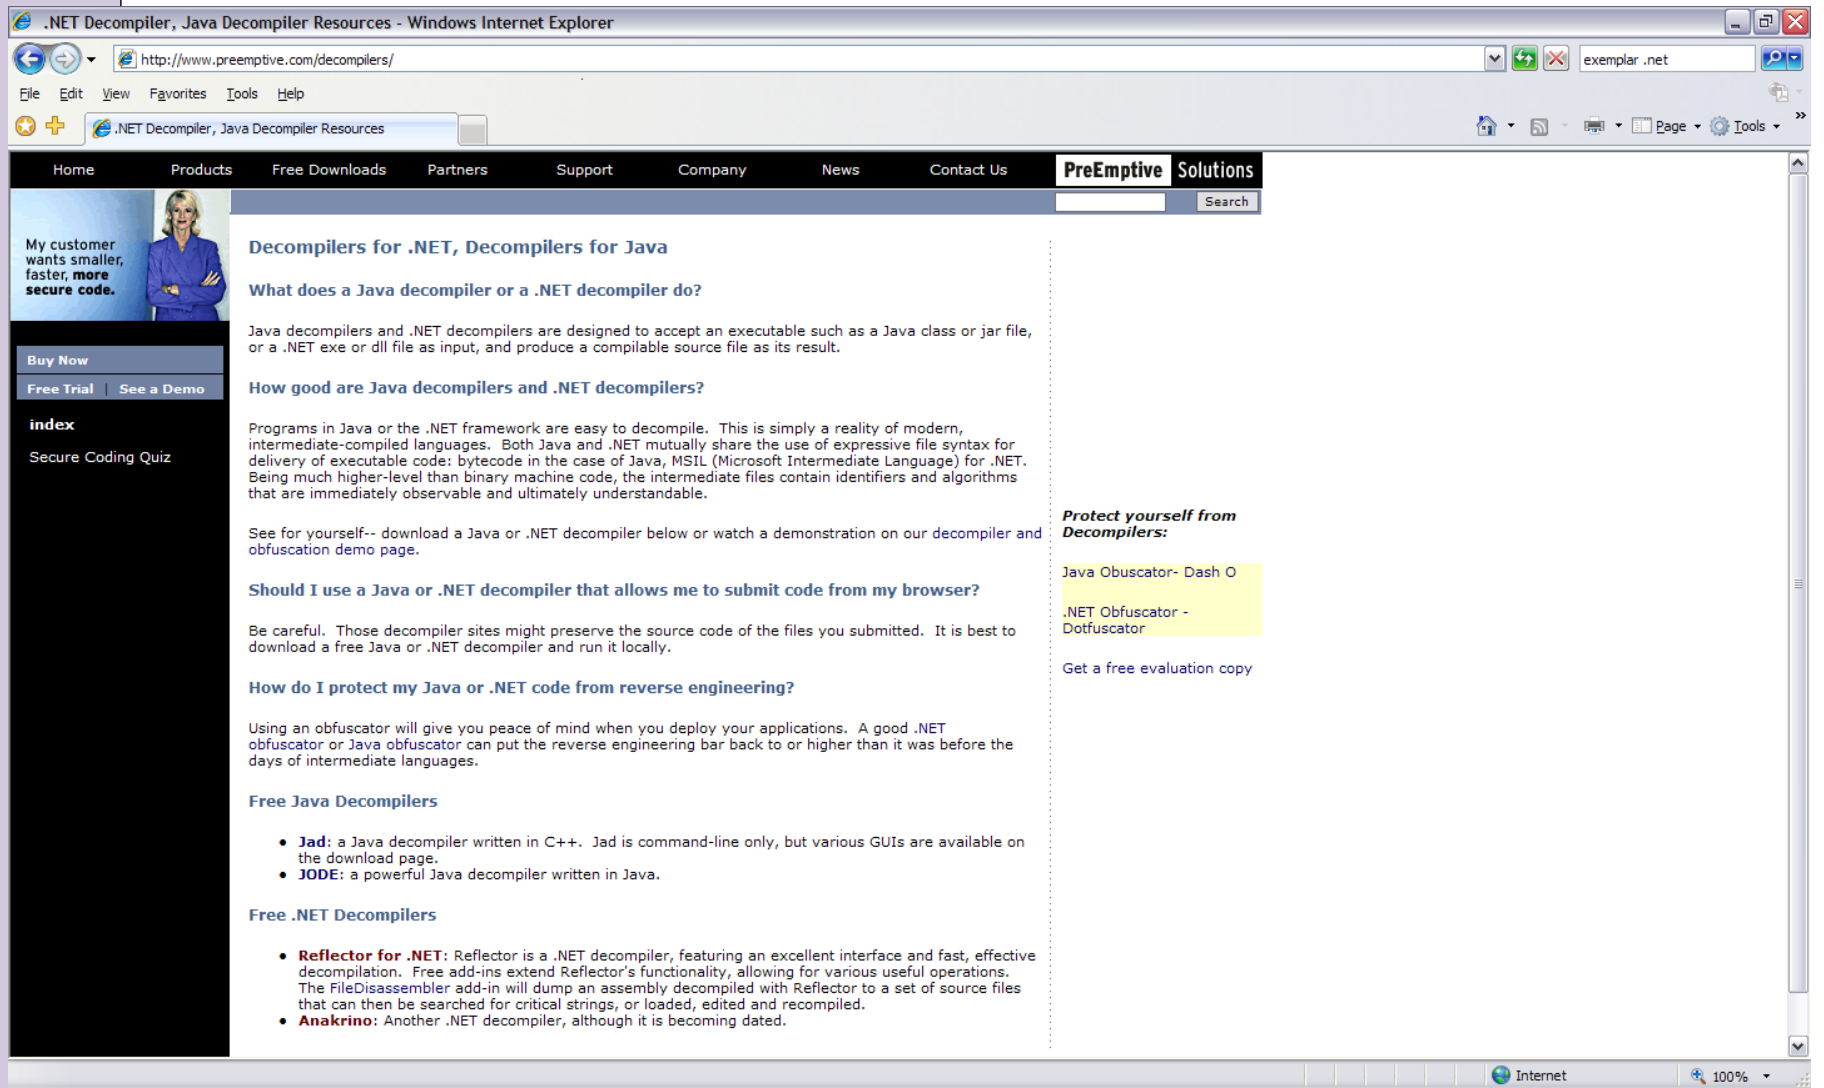 .NET Decompiler, Java Decompiler Resources - Windows Internet Explorer
http://www.preemptive.com/decompilers/
exemplar .net
File Edit View Favorites Tools Help
.NET Decompiler, Java Decompiler Resources
Page Tools »
Home Products Free Downloads Partners Support Company News Contact Us PreEmptive Solutions
Search
My customer
wants smaller,
faster, more
secure code.
Buy Now
Free Trial | See a Demo
index
Secure Coding Quiz
Decompilers for .NET, Decompilers for Java
What does a Java decompiler or a .NET decompiler do?
Java decompilers and .NET decompilers are designed to accept an executable such as a Java class or jar file,
or a .NET exe or dll file as input, and produce a compilable source file as its result.
How good are Java decompilers and .NET decompilers?
Programs in Java or the .NET framework are easy to decompile. This is simply a reality of modern,
intermediate-compiled languages. Both Java and .NET mutually share the use of expressive file syntax for
delivery of executable code: bytecode in the case of Java, MSIL (Microsoft Intermediate Language) for .NET.
Being much higher-level than binary machine code, the intermediate files contain identifiers and algorithms
that are immediately observable and ultimately understandable.
See for yourself-- download a Java or .NET decompiler below or watch a demonstration on our decompiler and
obfuscation demo page.
Should I use a Java or .NET decompiler that allows me to submit code from my browser?
Be careful. Those decompiler sites might preserve the source code of the files you submitted. It is best to
download a free Java or .NET decompiler and run it locally.
How do I protect my Java or .NET code from reverse engineering?
Using an obfuscator will give you peace of mind when you deploy your applications. A good .NET
obfuscator or Java obfuscator can put the reverse engineering bar back to or higher than it was before the
days of intermediate languages.
Free Java Decompilers
• Jad: a Java decompiler written in C++. Jad is command-line only, but various GUIs are available on
the download page.
• JODE: a powerful Java decompiler written in Java.
Free .NET Decompilers
• Reflector for .NET: Reflector is a .NET decompiler, featuring an excellent interface and fast, effective
decompilation. Free add-ins extend Reflector's functionality, allowing for various useful operations.
The FileDisassembler add-in will dump an assembly decompiled with Reflector to a set of source files
that can then be searched for critical strings, or loaded, edited and recompiled.
• Anakrino: Another .NET decompiler, although it is becoming dated.
Protect yourself from
Decompilers:
Java Obuscator- Dash O
.NET Obfuscator -
Dotfuscator
Get a free evaluation copy
Internet 100%